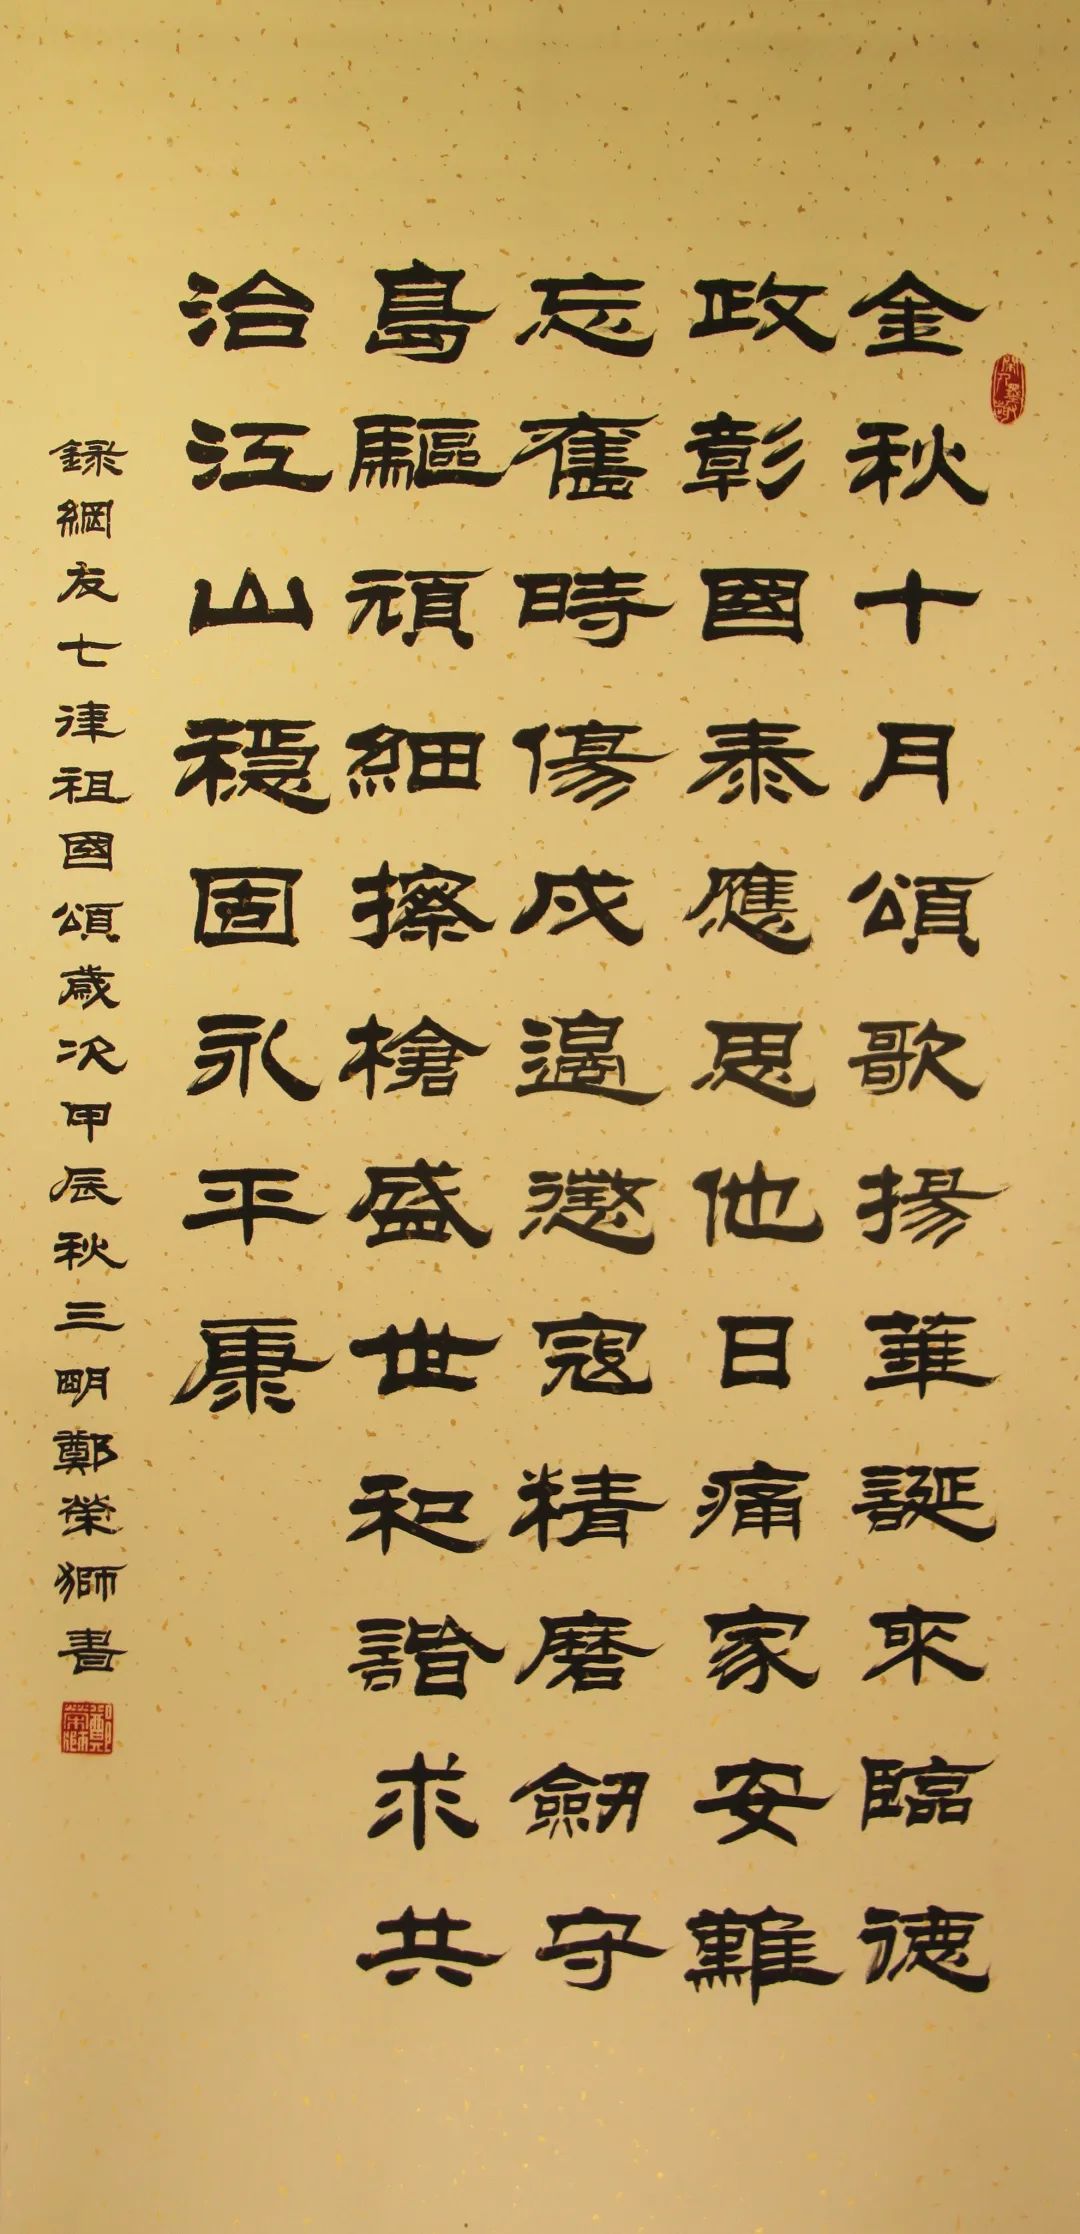 金秋十月頌歌揚華誕來臨德
政彰國泰應思他日痛家安難
忘舊時傷戍邊懲寇精磨劍守
島驅頑細擦槍盛世和諧求共
治江山穩固永平康
録網友七律祖國頌歲次甲辰秋三明鄭榮獅書